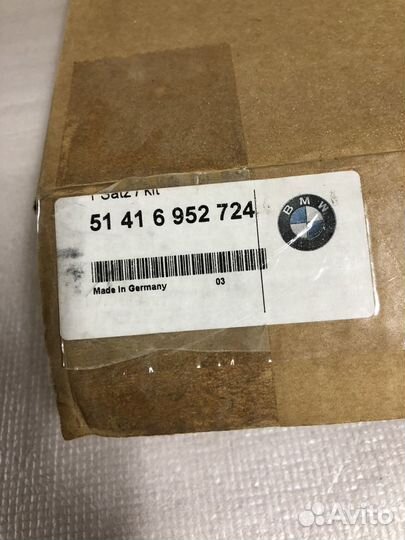 1 Satz / Kit
51 41 6 952 724
BMW
Made in Germany 03
Avito